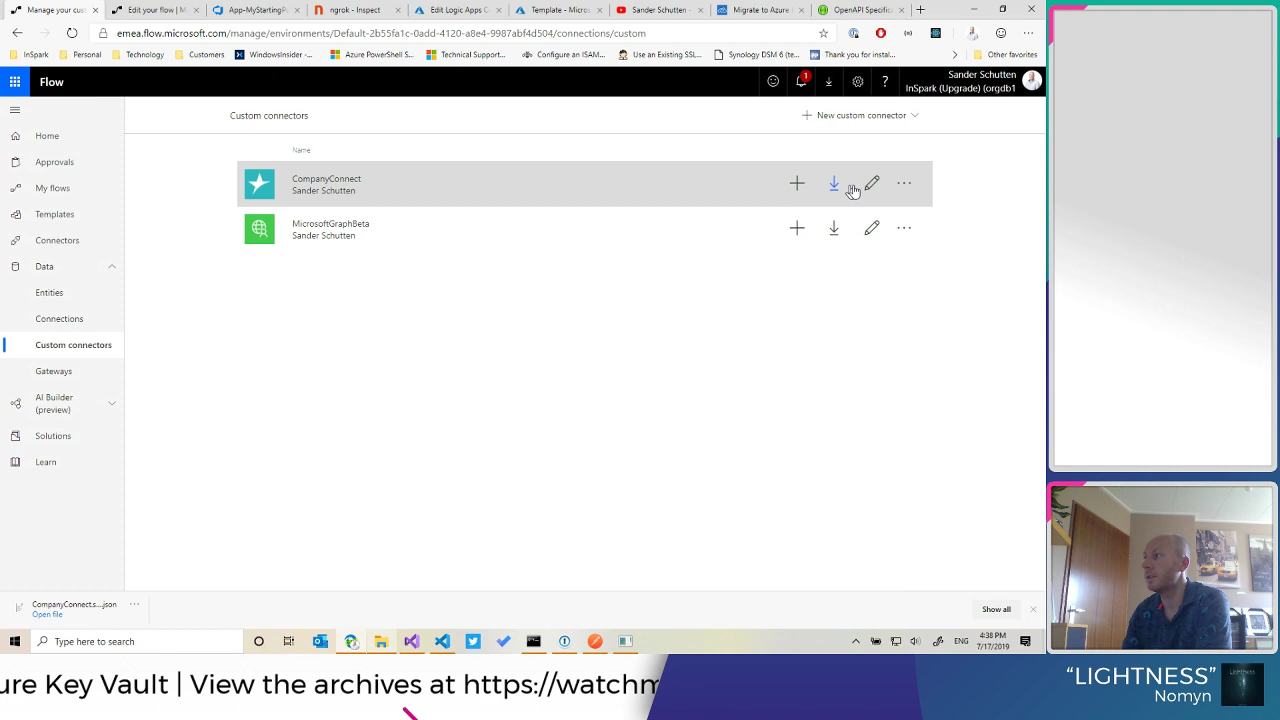 Manage your cust
Edit your flow | M
App-MyStartingP
ngrok - Inspect
Edit Logic Apps C
Template - Micros
Sander Schutten -
Migrate to Azure
OpenAPI Specific
emea.flow.microsoft.com/manage/environments/Default-2b55fa1c-0add-4120-a8e4-9987abf4d504/connections/custom
InSpark
Personal
Technology
Customers
WindowsInsider -...
Azure PowerShell S...
Technical Support...
Configure an ISAM...
Use an Existing SSL...
Synology DSM 6 (te...
Thank you for instal...
Other favorites
Flow
1
Sander Schutten
InSpark (Upgrade) (orgdb1
Home
Approvals
My flows
Templates
Connectors
Data
Entities
Connections
Custom connectors
Gateways
AI Builder
(preview)
Solutions
Learn
Custom connectors
New custom connector
Name
CompanyConnect
Sander Schutten
MicrosoftGraphBeta
Sander Schutten
CompanyConnect.s....json
Open file
Show all
Type here to search
ENG
4:38 PM
7/17/2019
ure Key Vault | View the archives at https://watchm
“LIGHTNESS”
Nomyn